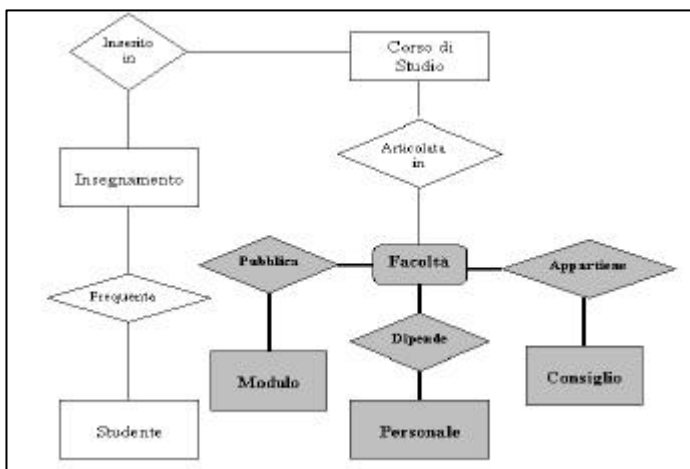 Inserito
in
Corso di
Studio
Articolata
in
Insegnamento
Pubblica
Facoltà
Appartiene
Frequenta
Dipende
Modulo
Consiglio
Studente
Personale